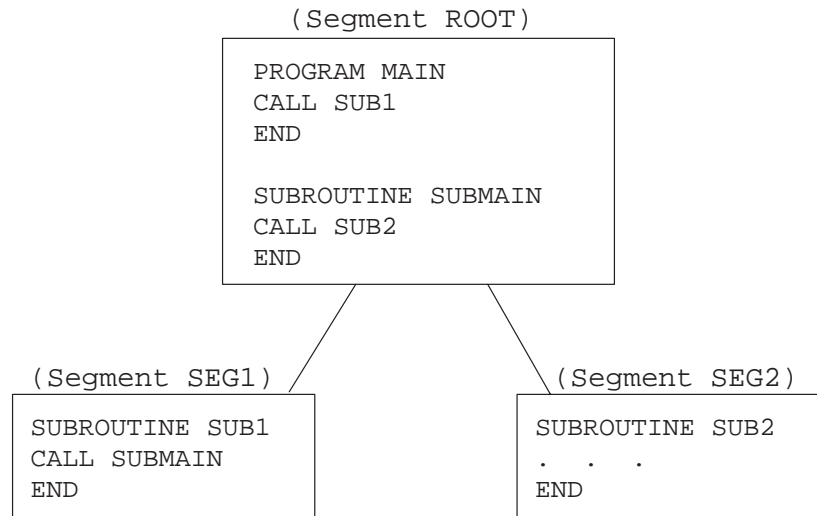 (Segment ROOT)
PROGRAM MAIN
CALL SUB1
END
SUBROUTINE SUBMAIN
CALL SUB2
END
(Segment SEG1)
SUBROUTINE SUB1
CALL SUBMAIN
END
(Segment SEG2)
SUBROUTINE SUB2
. . .
END